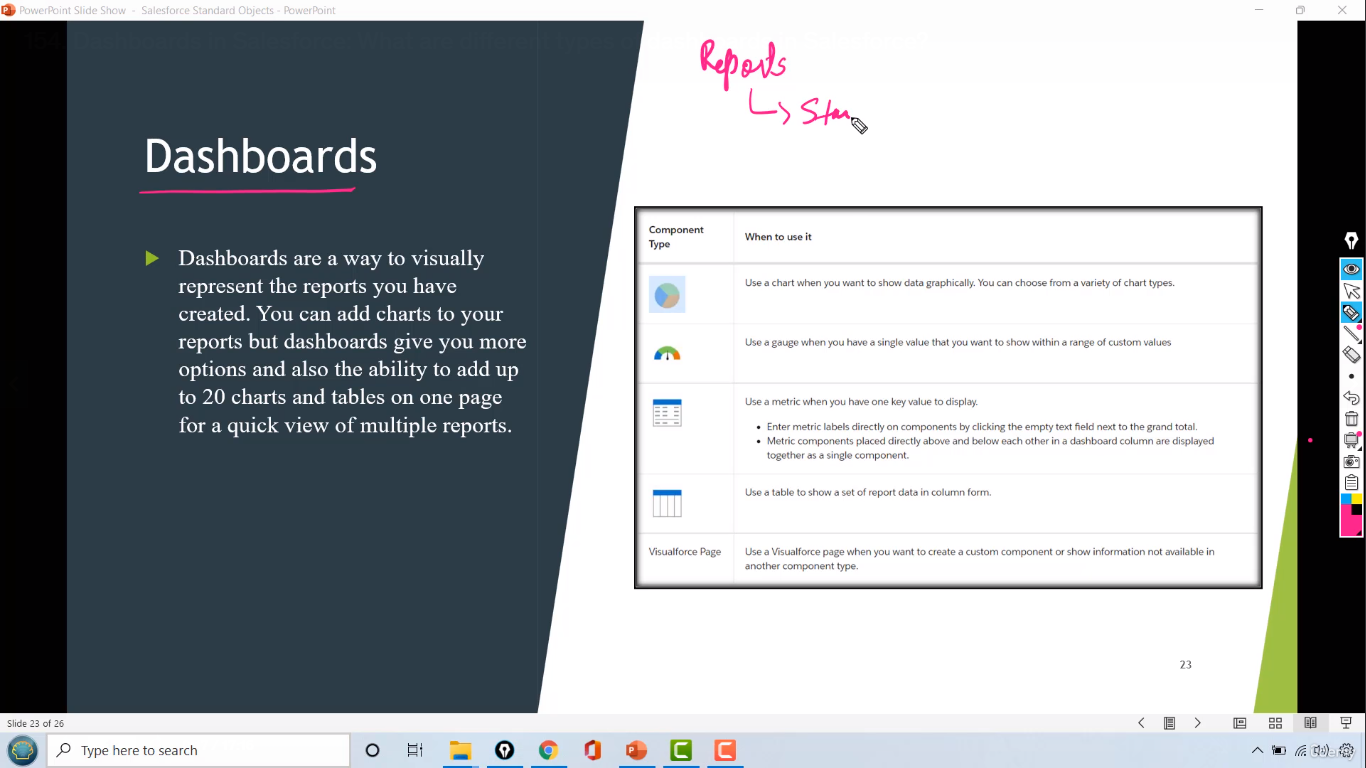 PowerPoint Slide Show - Salesforce Standard Objects - PowerPoint
Reports
Dashboards
Dashboards are a way to visually
represent the reports you have
created. You can add charts to your
reports but dashboards give you more
options and also the ability to add up
to 20 charts and tables on one page
for a quick view of multiple reports.
Component
Type
When to use it
Use a chart when you want to show data graphically. You can choose from a variety of chart types.
Use a gauge when you have a single value that you want to show within a range of custom values
Use a metric when you have one key value to display.
• Enter metric labels directly on components by clicking the empty text field next to the grand total.
• Metric components placed directly above and below each other in a dashboard column are displayed
together as a single component.
Use a table to show a set of report data in column form.
Visualforce Page
Use a Visualforce page when you want to create a custom component or show information not available in
another component type.
23
Slide 23 of 26
Type here to search